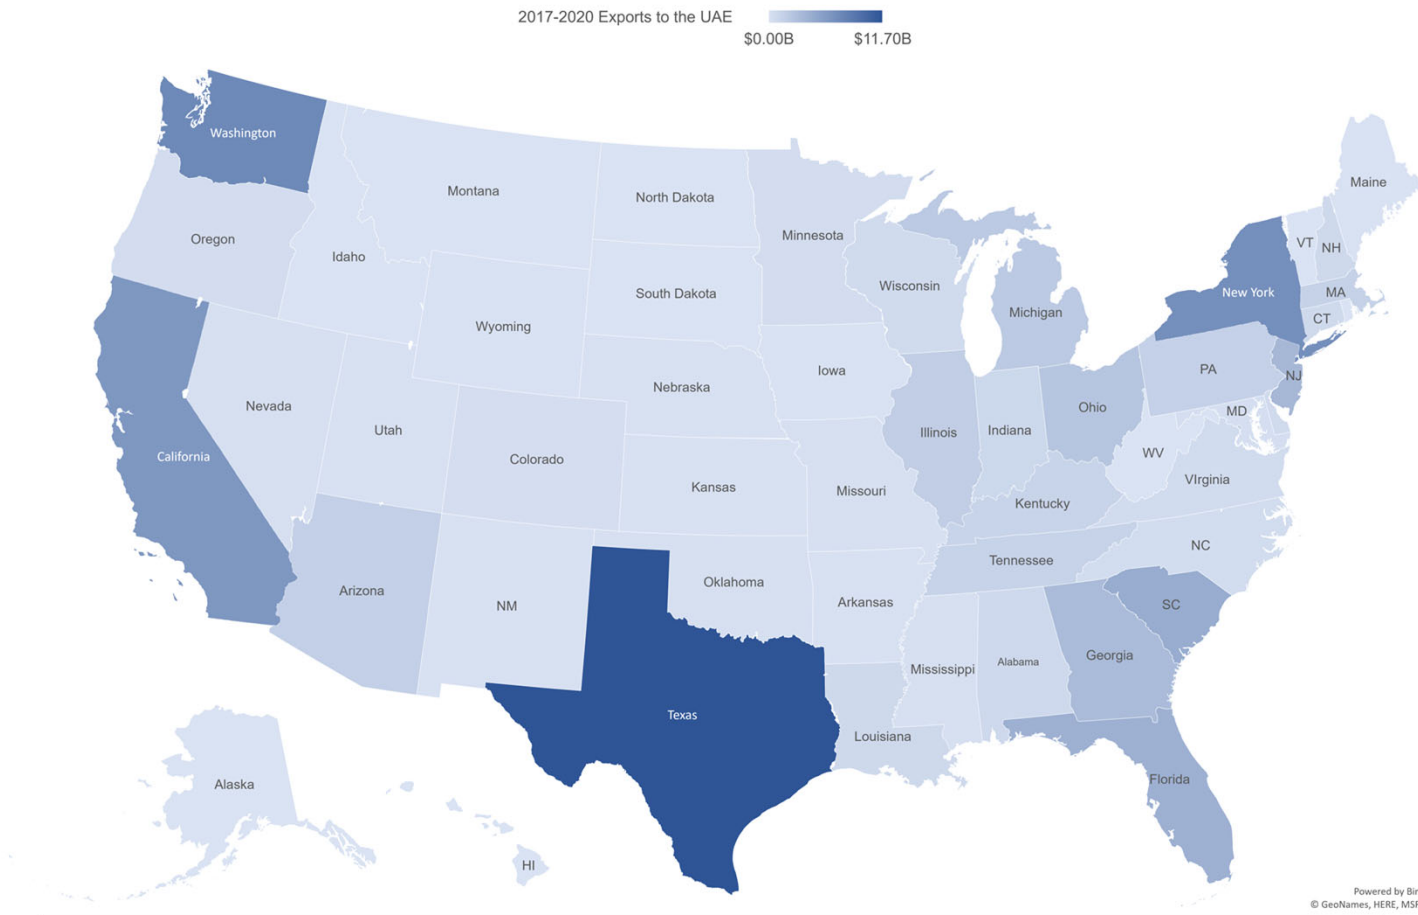 2017-2020 Exports to the UAE
$0.00B $11.70B
Washington
Montana
North Dakota
Minnesota
Maine
Oregon
Idaho
VT
NH
South Dakota
Wisconsin
New York
MA
Wyoming
Michigan
CT
Iowa
PA
NJ
Nebraska
Nevada
Ohio
MD
Utah
Illinois
Indiana
California
Colorado
WV
Kansas
Missouri
VIrginia
Kentucky
NC
Tennessee
Arizona
Oklahoma
NM
Arkansas
SC
Georgia
Mississippi
Alabama
Texas
Louisiana
Florida
Alaska
HI
Powered by Bin
© GeoNames, HERE, MSF